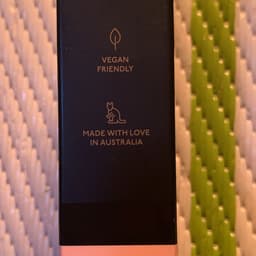 VEGAN
FRIENDLY
MADE WITH LOVE
IN AUSTRALIA